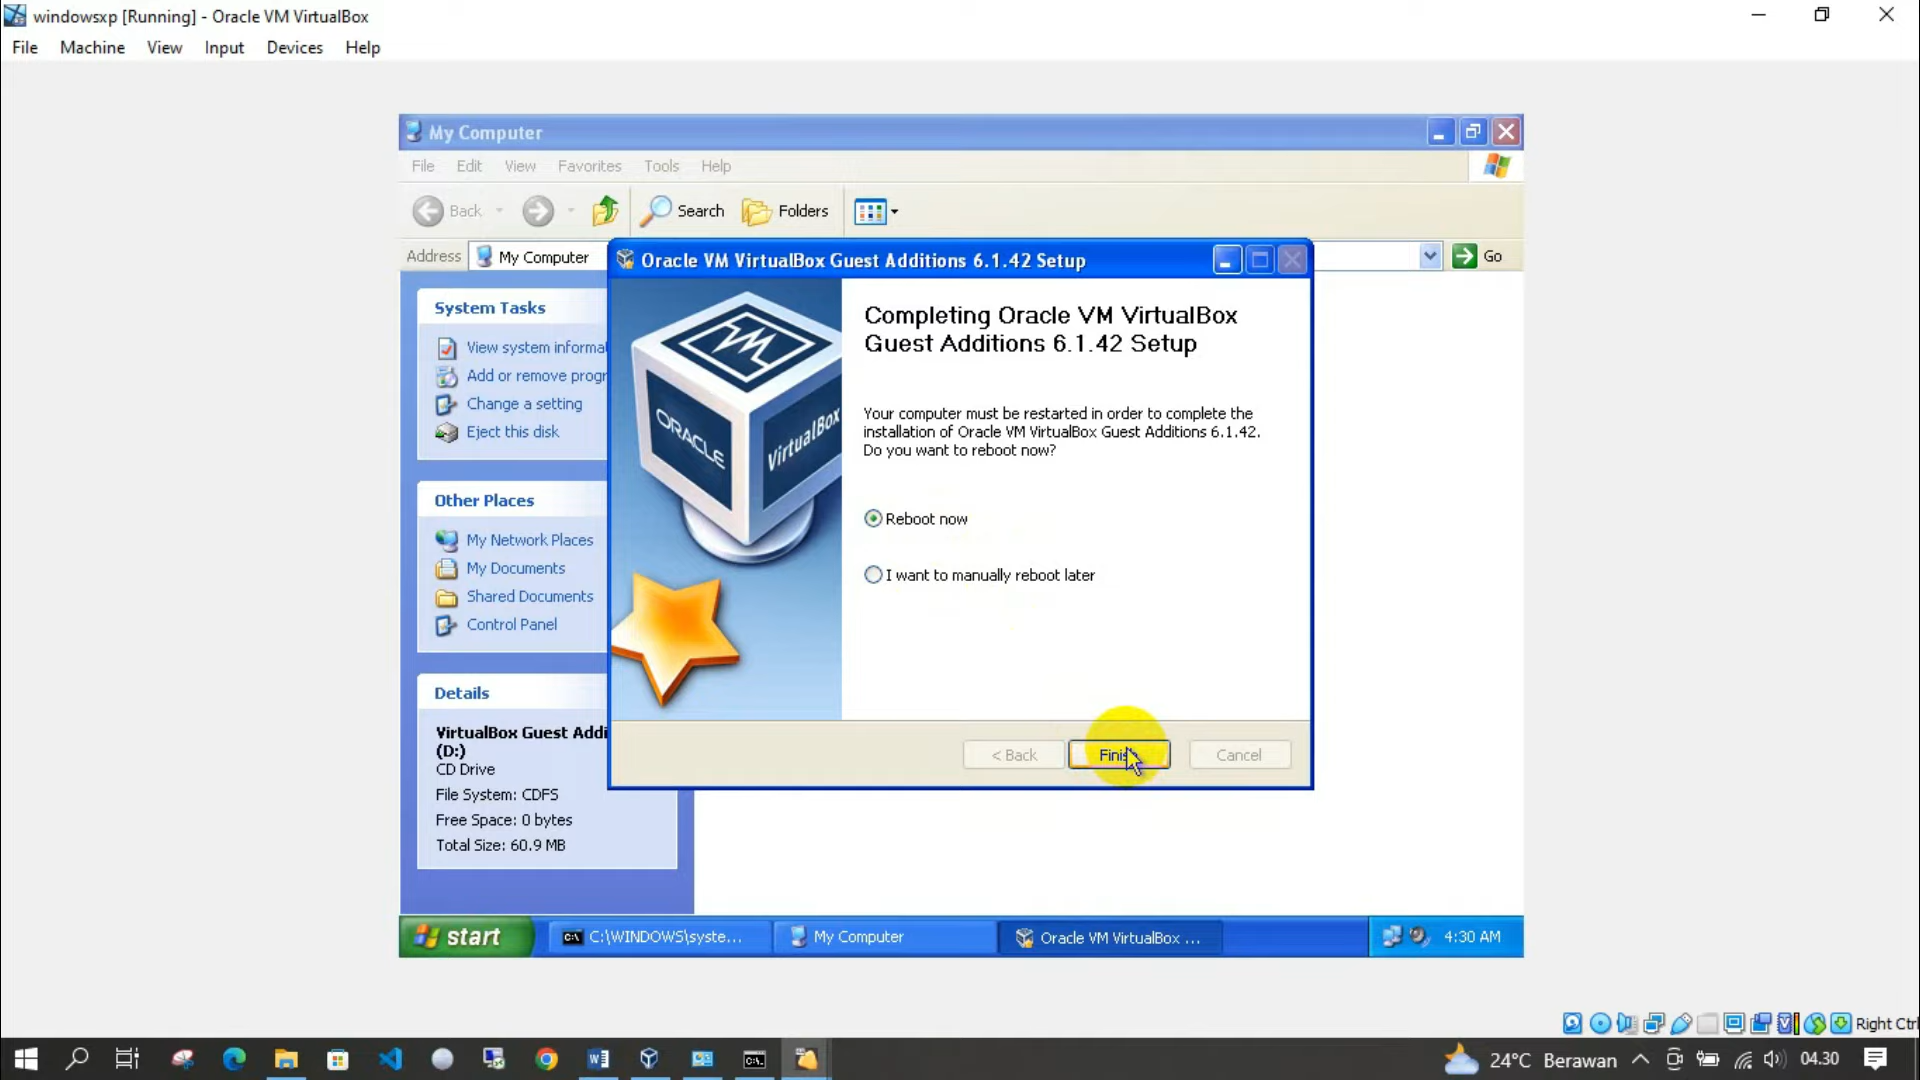 windowsxp [Running] - Oracle VM VirtualBox
File Machine View Input Devices Help
My Computer
File Edit View Favorites Tools Help
Back Search Folders
Address My Computer Go
Oracle VM VirtualBox Guest Additions 6.1.42 Setup
System Tasks
View system informa
Add or remove progr
Change a setting
Eject this disk
Other Places
My Network Places
My Documents
Shared Documents
Control Panel
Details
VirtualBox Guest Addi
(D:)
CD Drive
File System: CDFS
Free Space: 0 bytes
Total Size: 60.9 MB
ORACLE
VirtualBox
Completing Oracle VM VirtualBox
Guest Additions 6.1.42 Setup
Your computer must be restarted in order to complete the
installation of Oracle VM VirtualBox Guest Additions 6.1.42.
Do you want to reboot now?
Reboot now
I want to manually reboot later
< Back Finish Cancel
start C:\WINDOWS\syste... My Computer Oracle VM VirtualBox ... 4:30 AM
Right Ctrl
24°C Berawan 04.30